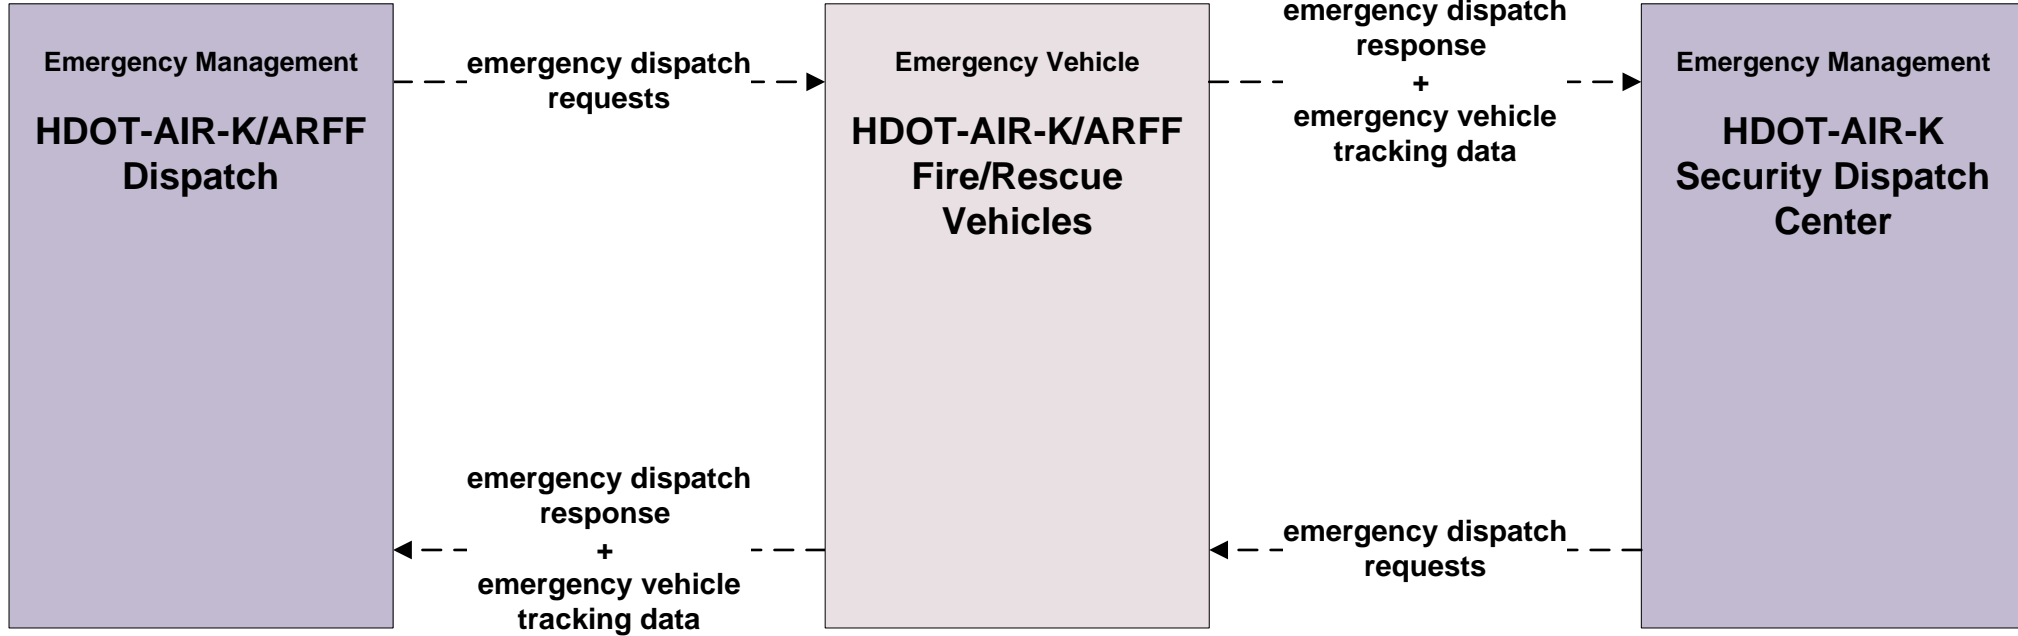 Emergency Management
HDOT-AIR-K/ARFF
Dispatch
emergency dispatch
requests
emergency dispatch
response
+
emergency vehicle
tracking data
Emergency Vehicle
HDOT-AIR-K/ARFF
Fire/Rescue
Vehicles
emergency dispatch
response
+
emergency vehicle
tracking data
emergency dispatch
requests
Emergency Management
HDOT-AIR-K
Security Dispatch
Center